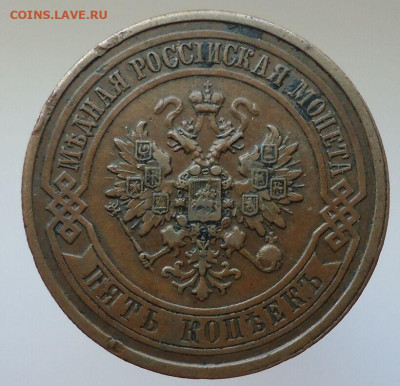 COINS.LAVE.RU
МѢДНАЯ РОССІЙСКАЯ МОНЕТА
ПЯТЬ КОПѢЕКЪ